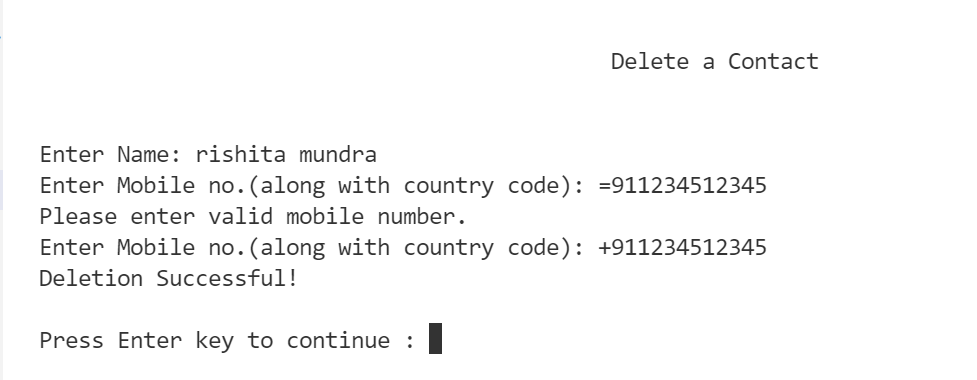 Delete a Contact
Enter Name: rishita mundra
Enter Mobile no.(along with country code): =911234512345
Please enter valid mobile number.
Enter Mobile no.(along with country code): +911234512345
Deletion Successful!
Press Enter key to continue :